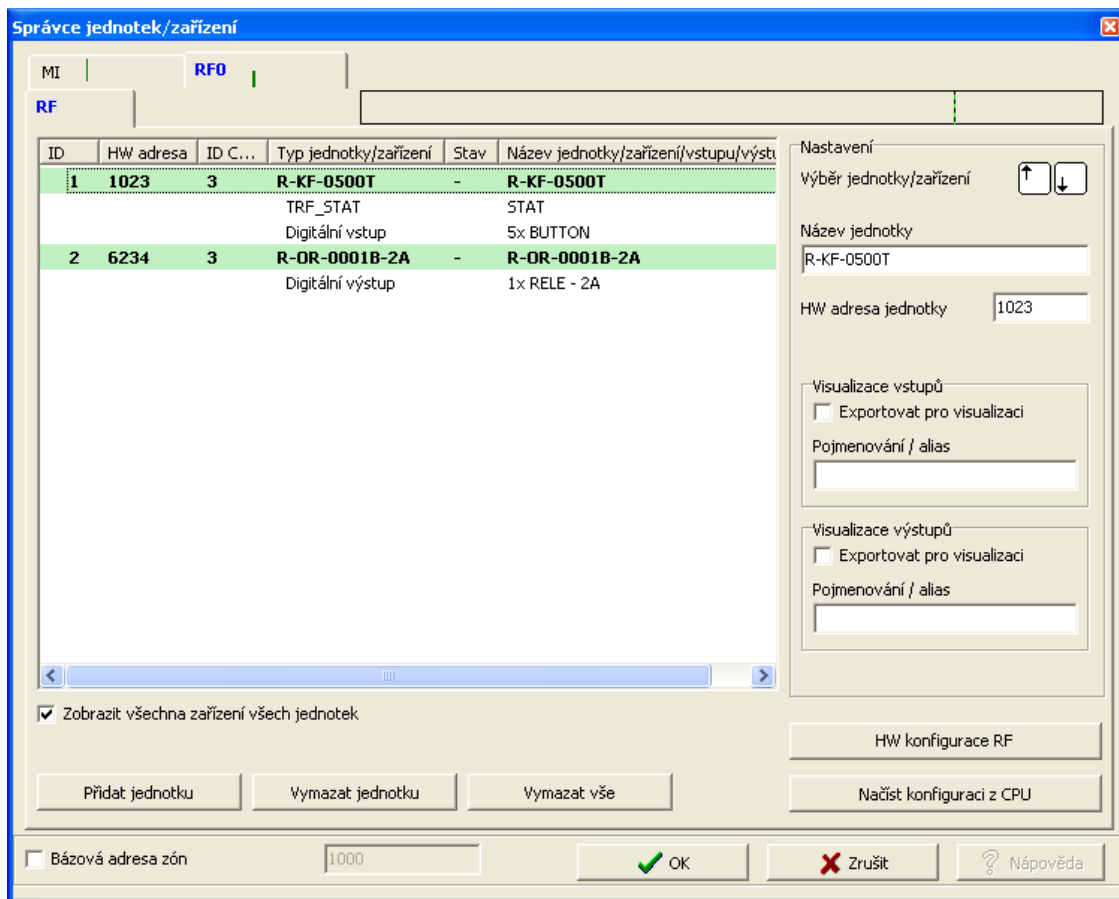 Správce jednotek/zařízení
MI
RF0
RF
ID HW adresa ID C... Typ jednotky/zařízení Stav Název jednotky/zařízení/vstupu/výstu
1 1023 3 R-KF-0500T - R-KF-0500T
TRF_STAT STAT
Digitální vstup 5x BUTTON
2 6234 3 R-OR-0001B-2A - R-OR-0001B-2A
Digitální výstup 1x RELE - 2A
Zobrazit všechna zařízení všech jednotek
Přidat jednotku
Vymazat jednotku
Vymazat vše
Nastavení
Výběr jednotky/zařízení
Název jednotky
R-KF-0500T
HW adresa jednotky 1023
Visualizace vstupů
Exportovat pro visualizaci
Pojmenování / alias
Visualizace výstupů
Exportovat pro visualizaci
Pojmenování / alias
HW konfigurace RF
Načíst konfiguraci z CPU
Bázová adresa zón 1000
OK
Zrušit
Nápověda